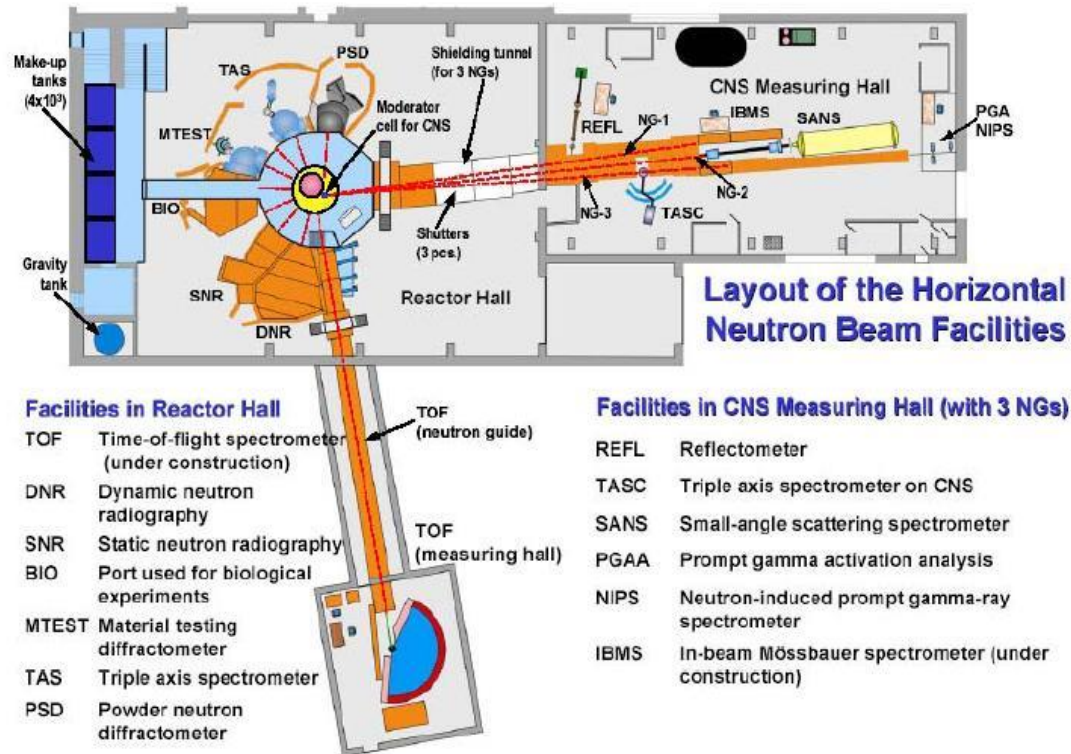 Make-up
tanks
(4x10³)
TAS
PSD
MTEST
BIO
Moderator
cell for CNS
Shielding tunnel
(for 3 NGs)
Shutters
(3 pos.)
Gravity
tank
SNR
DNR
Reactor Hall
CNS Measuring Hall
REFL
NG-1
IBMS
SANS
PGA
NIPS
NG-2
NG-3
TASC
Layout of the Horizontal
Neutron Beam Facilities
TOF
(neutron guide)
TOF
(measuring hall)
Facilities in Reactor Hall
TOF Time-of-flight spectrometer
(under construction)
DNR Dynamic neutron
radiography
SNR Static neutron radiography
BIO Port used for biological
experiments
MTEST Material testing
diffractometer
TAS Triple axis spectrometer
PSD Powder neutron
diffractometer
Facilities in CNS Measuring Hall (with 3 NGs)
REFL Reflectometer
TASC Triple axis spectrometer on CNS
SANS Small-angle scattering spectrometer
PGAA Prompt gamma activation analysis
NIPS Neutron-induced prompt gamma-ray
spectrometer
IBMS In-beam Mössbauer spectrometer (under
construction)